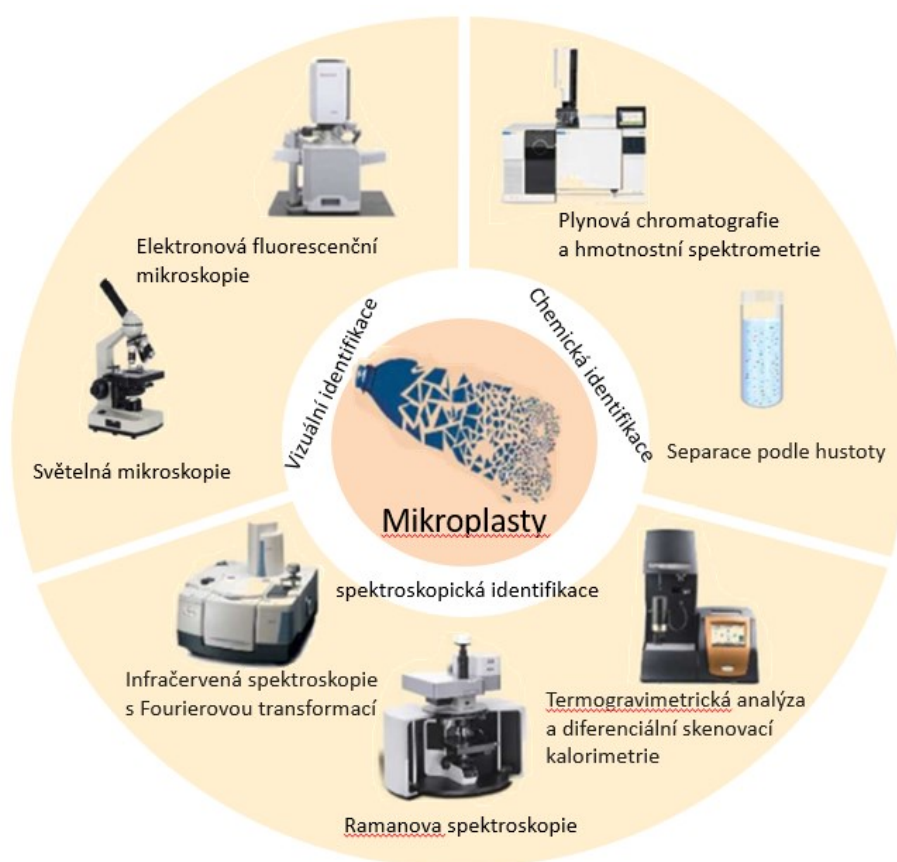 Elektronová fluorescenční
mikroskopie
Světelná mikroskopie
Vizuální identifikace
Plynová chromatografie
a hmotnostní spektrometrie
Separace podle hustoty
Chemická identifikace
Mikroplasty
spektroskopická identifikace
Infračervená spektroskopie
s Fourierovou transformací
Ramanova spektroskopie
Termogravimetrická analýza
a diferenciální skenovací
kalorimetrie